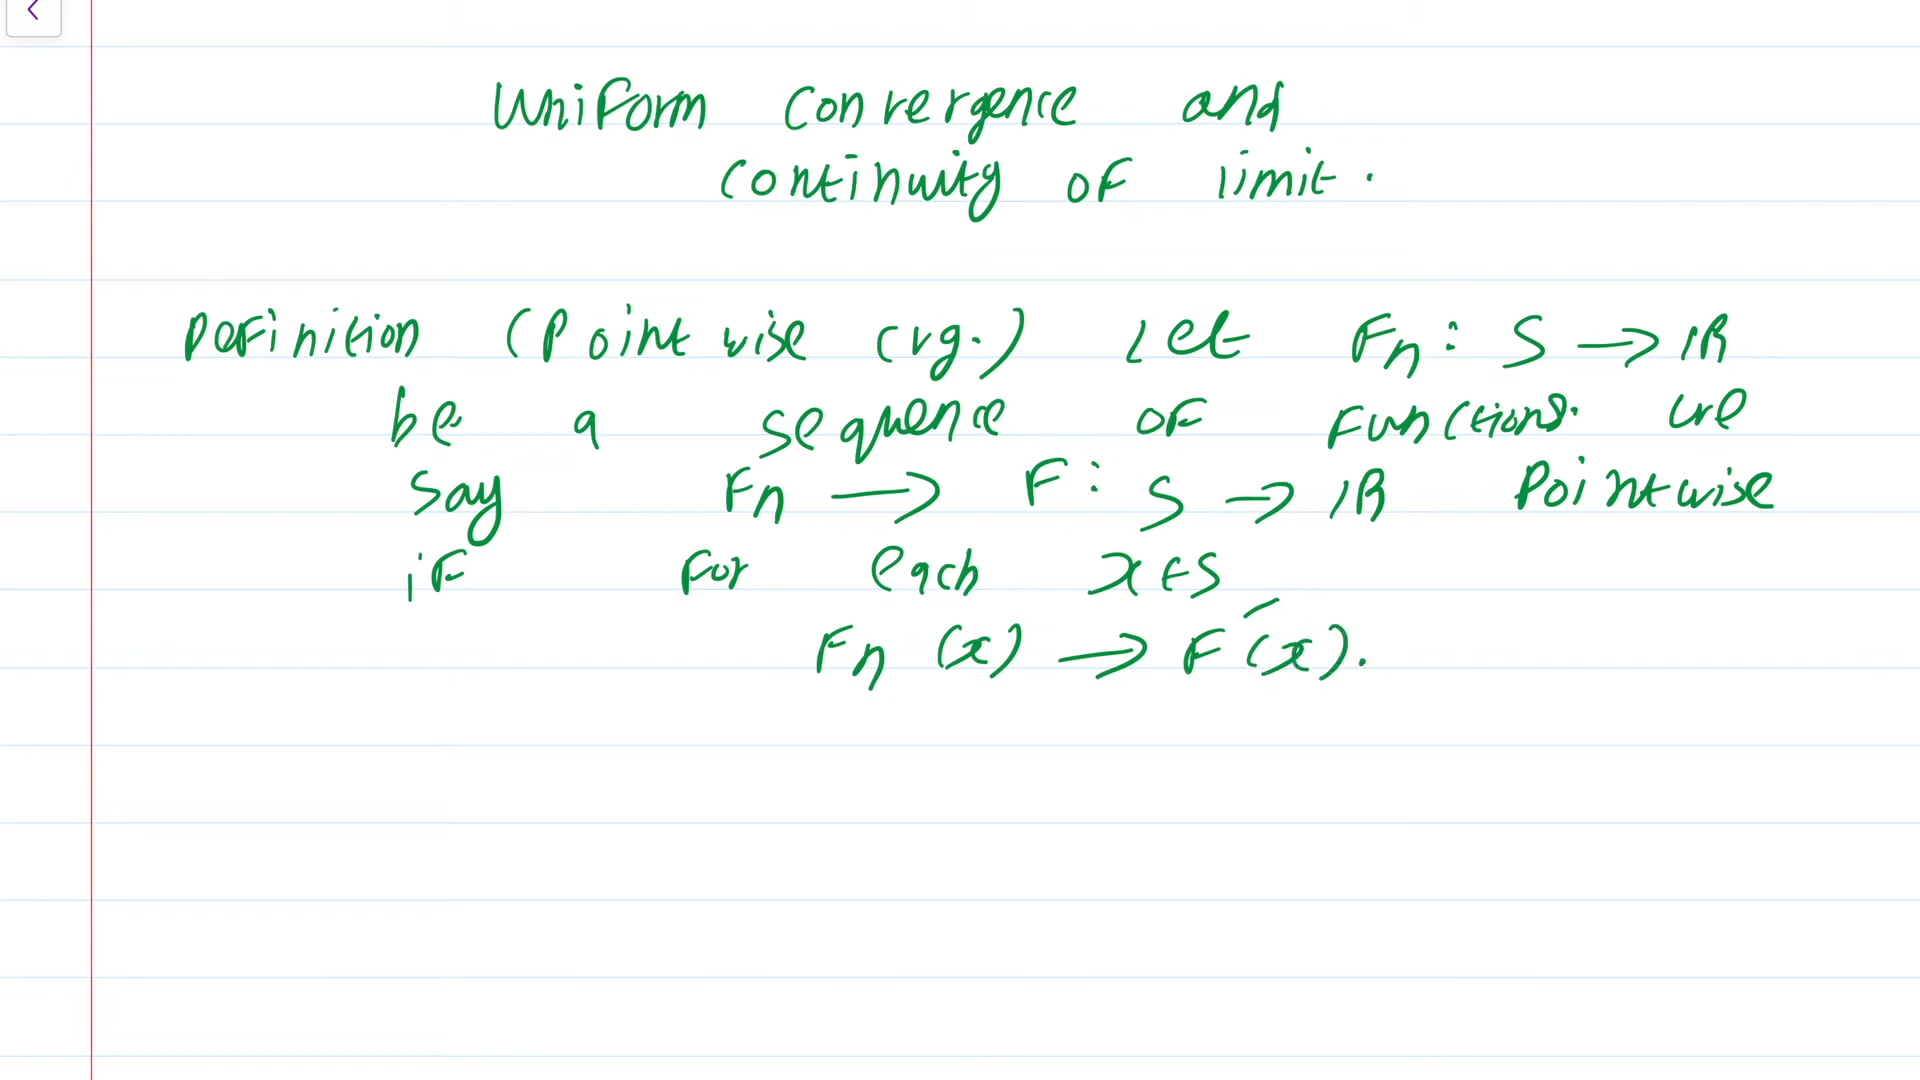 Uniform convergence and
continuity of limit.
Definition (Pointwise cvg.) Let Fn : S → ℝ
be a sequence of functions. we
say Fn → F : S → ℝ Pointwise
if for each x ∈ S
Fn (x) → F (x).